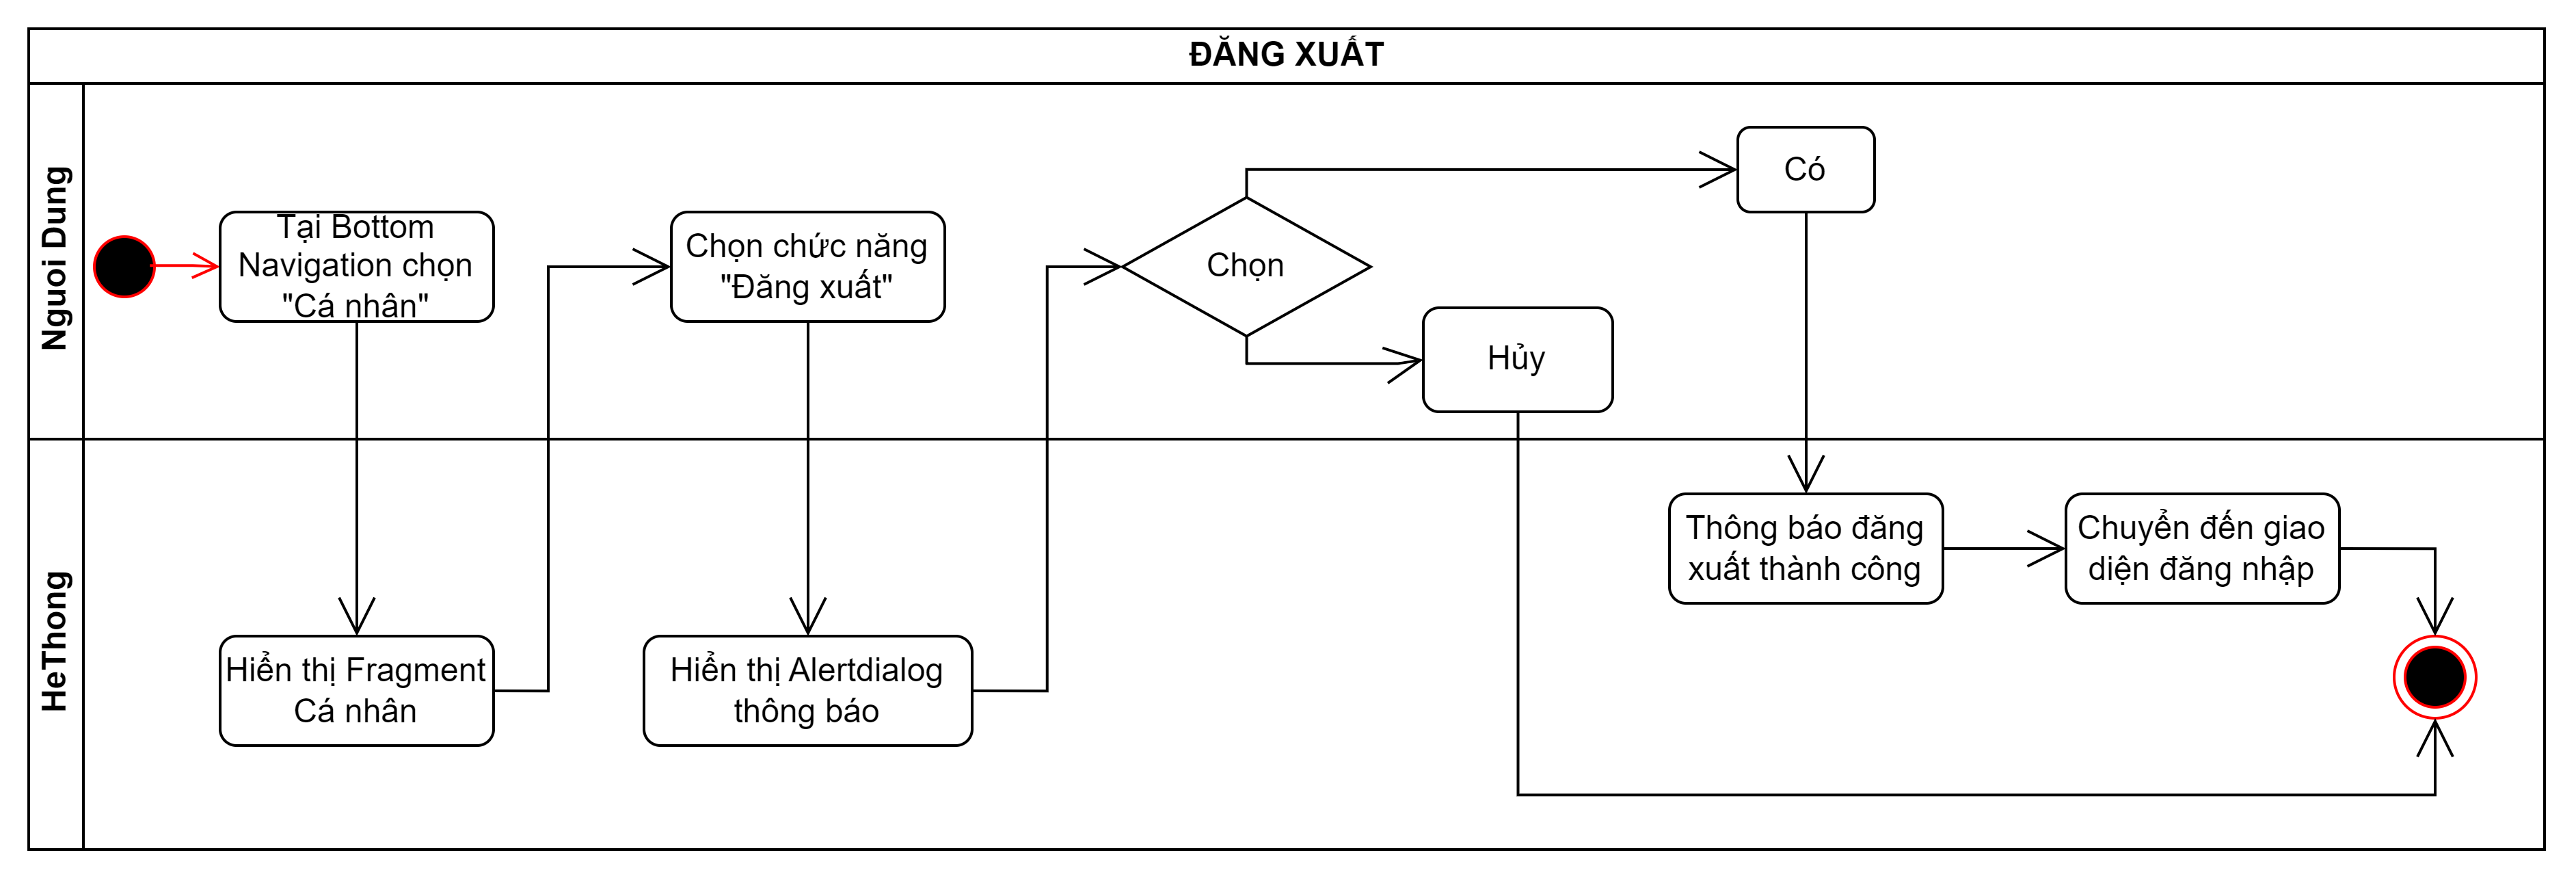 ĐĂNG XUẤT
Nguoi Dung
Tại Bottom
Navigation chọn
"Cá nhân"
Chọn chức năng
"Đăng xuất"
Chọn
Có
Hủy
HeThong
Hiển thị Fragment
Cá nhân
Hiển thị Alertdialog
thông báo
Thông báo đăng
xuất thành công
Chuyển đến giao
diện đăng nhập